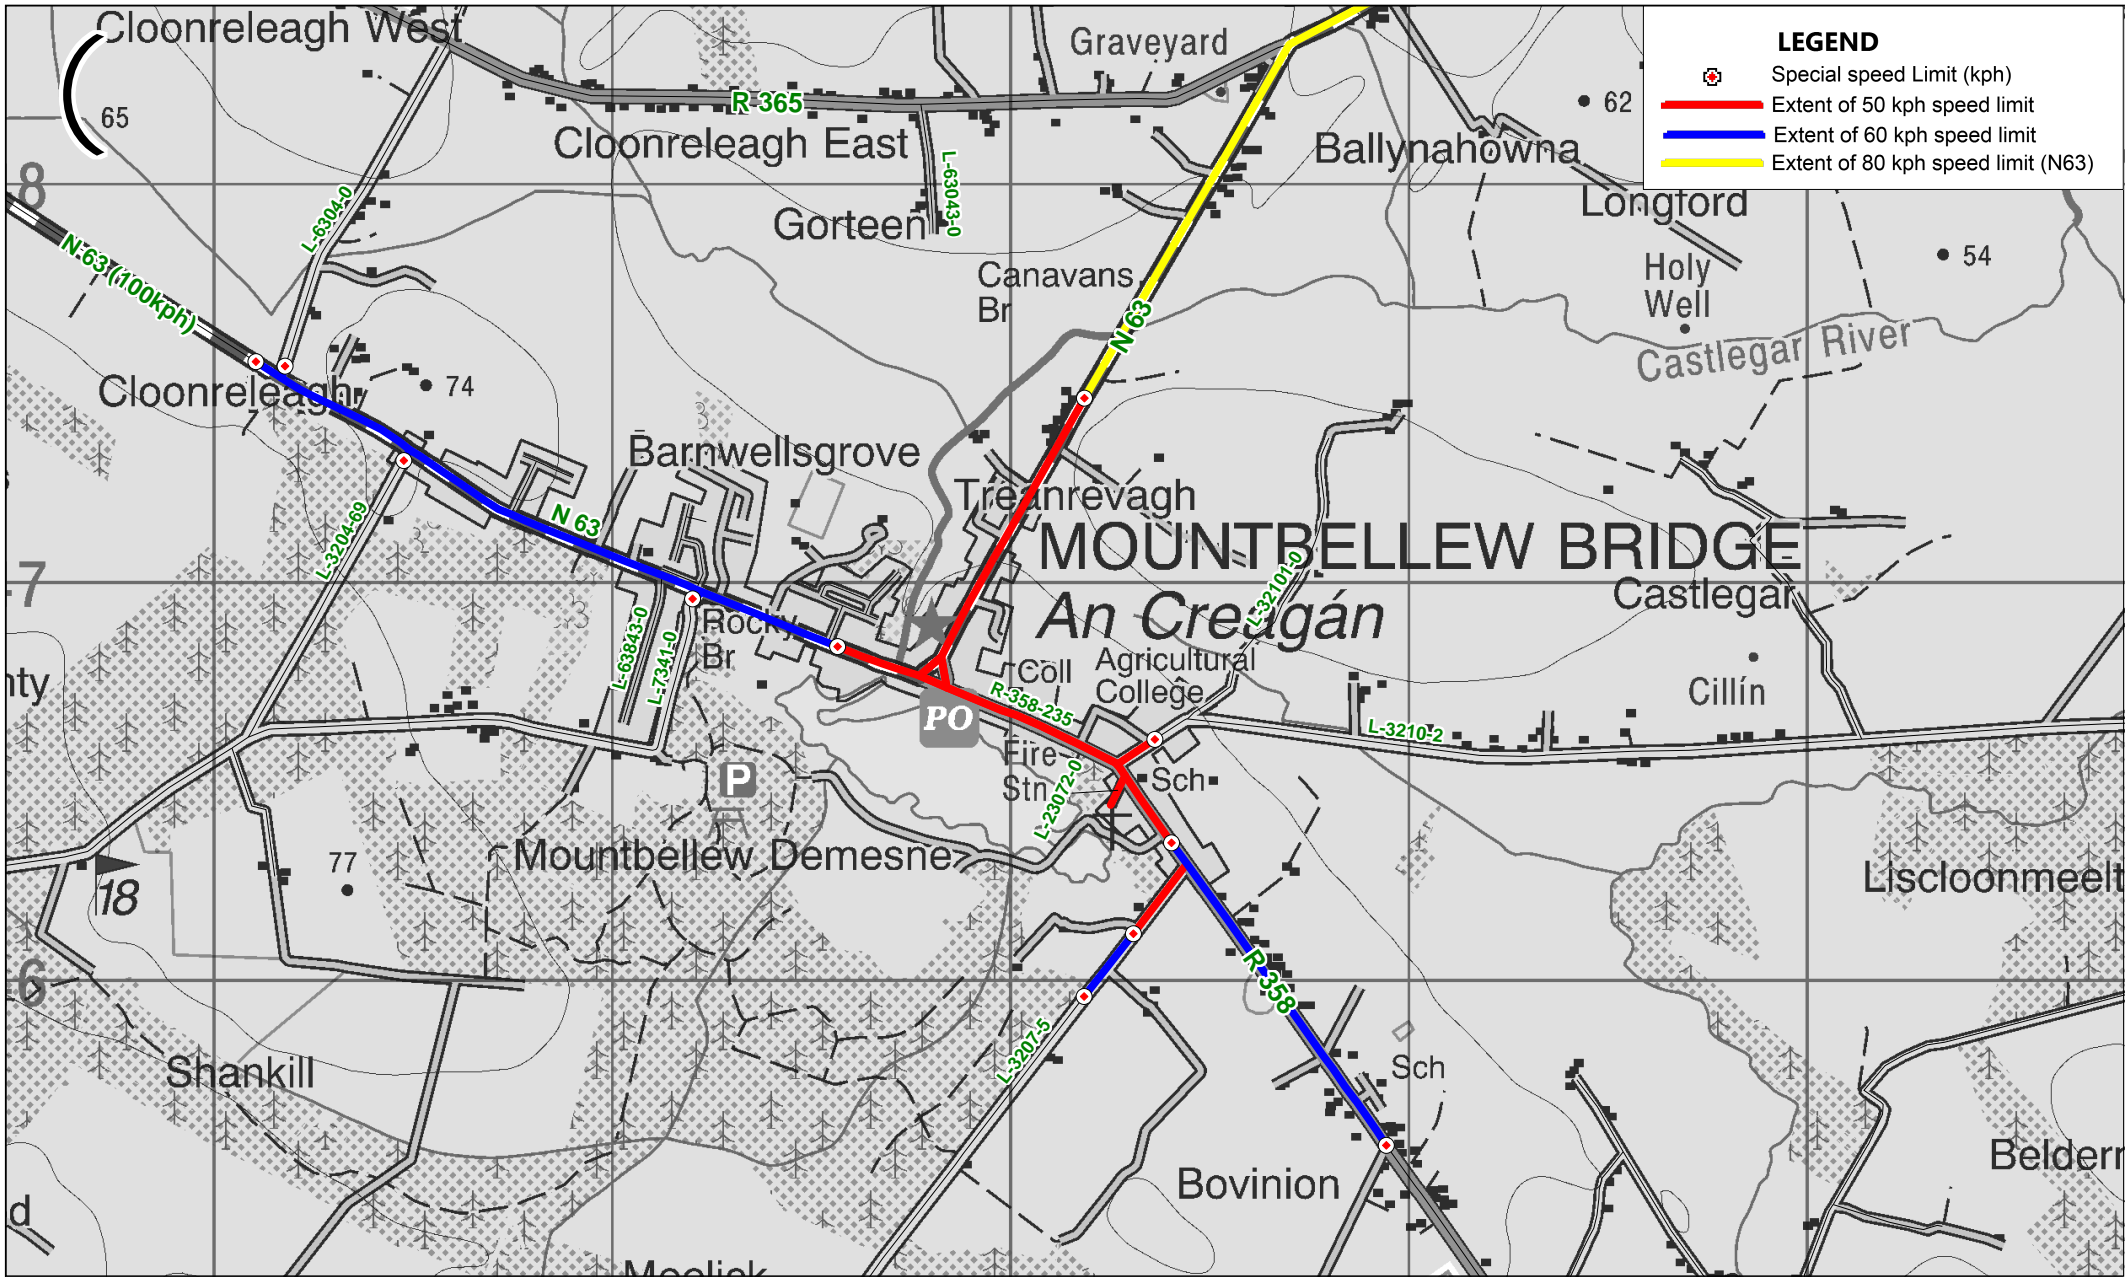 Cloonreleagh West
65
8
Graveyard
R 365
Cloonreleagh East
L-63043-0
Gorteen
L-6304-0
N 63 (100kph)
LEGEND
Special speed Limit (kph)
Extent of 50 kph speed limit
Extent of 60 kph speed limit
Extent of 80 kph speed limit (N63)
62
Ballynahowna
Longford
54
Holy
Well
Castlegar River
Canavans
Br
N 63
Cloonreleagh
74
Barnwellsgrove
Treanrevagh
N 63
L-3204-69
7
MOUNTBELLEW BRIDGE
An Creagán
L-32101-0
Castlegar
Rocky
Br
L-63843-0
L-7341-0
Coll
Agricultural
College
R-358-235
PO
Cillín
L-3210-2
nty
Fire
Stn
Sch
L-23072-0
P
Mountbellew Demesne
77
18
Liscloonmeelt
6
R 358
L-3207-5
Shankill
Sch
Bovinion
Belderr
d
Meelick